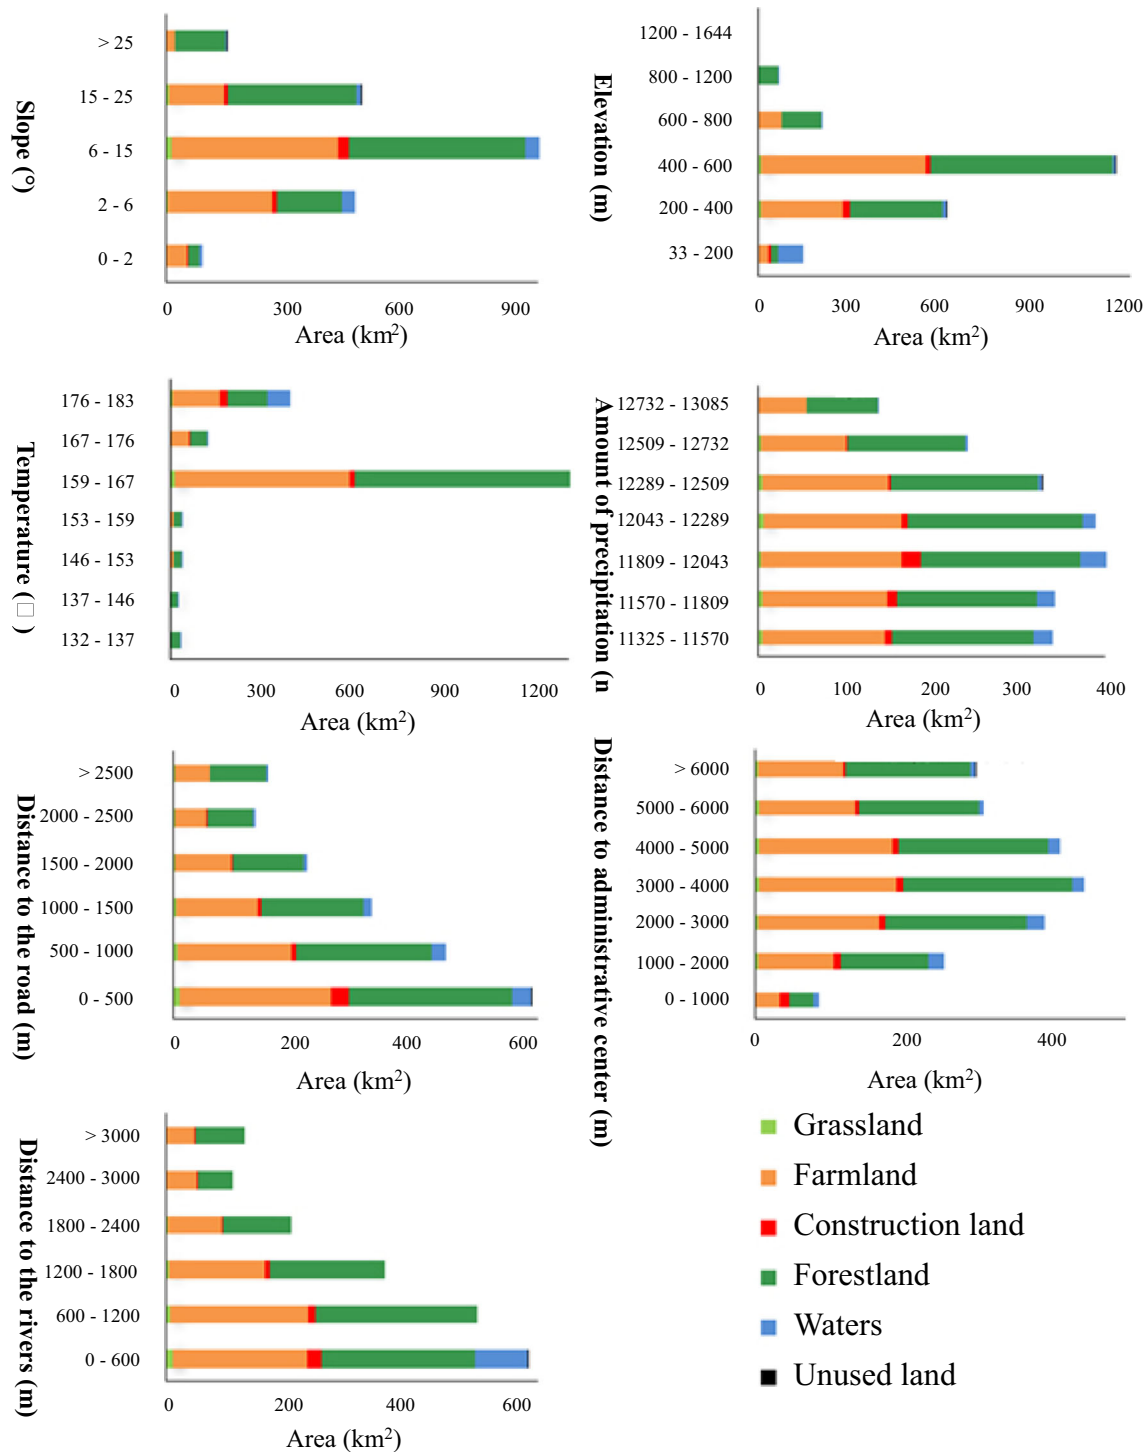 Slope (°)
> 25
15 - 25
6 - 15
2 - 6
0 - 2
0 300 600 900
Area (km²)
Elevation (m)
1200 - 1644
800 - 1200
600 - 800
400 - 600
200 - 400
33 - 200
0 300 600 900 1200
Area (km²)
Temperature (□ )
176 - 183
167 - 176
159 - 167
153 - 159
146 - 153
137 - 146
132 - 137
0 300 600 900 1200
Area (km²)
Amount of precipitation (n
12732 - 13085
12509 - 12732
12289 - 12509
12043 - 12289
11809 - 12043
11570 - 11809
11325 - 11570
0 100 200 300 400
Area (km²)
Distance to the road (m)
> 2500
2000 - 2500
1500 - 2000
1000 - 1500
500 - 1000
0 - 500
0 200 400 600
Area (km²)
Distance to administrative center (m)
> 6000
5000 - 6000
4000 - 5000
3000 - 4000
2000 - 3000
1000 - 2000
0 - 1000
0 200 400
Area (km²)
Distance to the rivers (m)
> 3000
2400 - 3000
1800 - 2400
1200 - 1800
600 - 1200
0 - 600
0 200 400 600
Area (km²)
Grassland
Farmland
Construction land
Forestland
Waters
Unused land